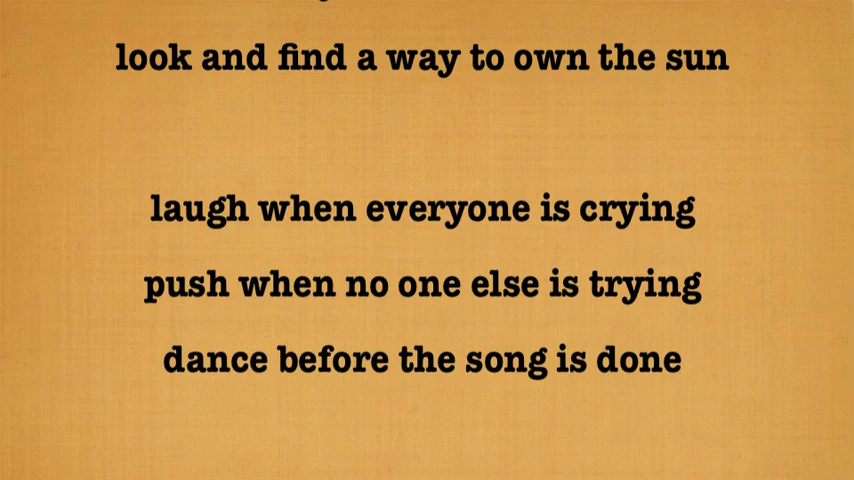 look and find a way to own the sun
laugh when everyone is crying
push when no one else is trying
dance before the song is done